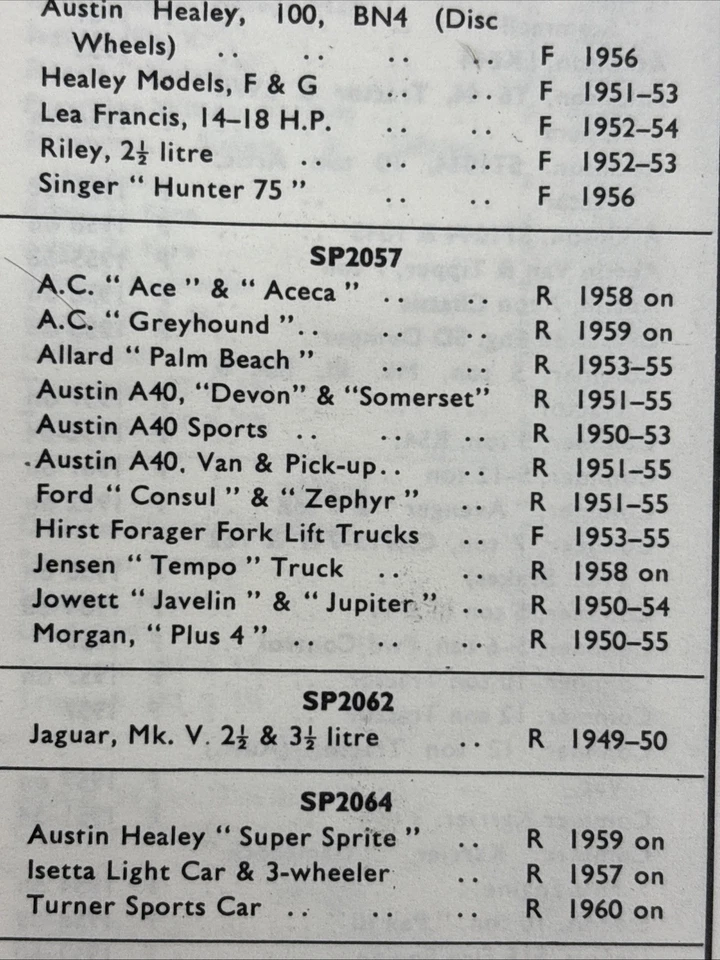 Austin Healey, 100, BN4 (Disc
Wheels) .. .. .. F 1956
Healey Models, F & G .. .. F 1951–53
Lea Francis, 14–18 H.P. .. .. F 1952–54
Riley, 2½ litre .. .. .. F 1952–53
Singer “ Hunter 75 ” .. .. F 1956
SP2057
A.C. “ Ace ” & “ Aceca ” .. .. R 1958 on
A.C. “ Greyhound ” .. .. .. R 1959 on
Allard “ Palm Beach ” .. .. R 1953–55
Austin A40, “Devon” & “Somerset” R 1951–55
Austin A40 Sports .. .. .. R 1950–53
Austin A40, Van & Pick-up .. .. R 1951–55
Ford “ Consul ” & “ Zephyr ” .. R 1951–55
Hirst Forager Fork Lift Trucks .. F 1953–55
Jensen “ Tempo ” Truck .. .. R 1958 on
Jowett “ Javelin ” & “ Jupiter ” .. R 1950–54
Morgan, “ Plus 4 ” .. .. .. R 1950–55
SP2062
Jaguar, Mk. V. 2½ & 3½ litre .. R 1949–50
SP2064
Austin Healey “ Super Sprite ” .. R 1959 on
Isetta Light Car & 3-wheeler .. R 1957 on
Turner Sports Car .. .. .. R 1960 on